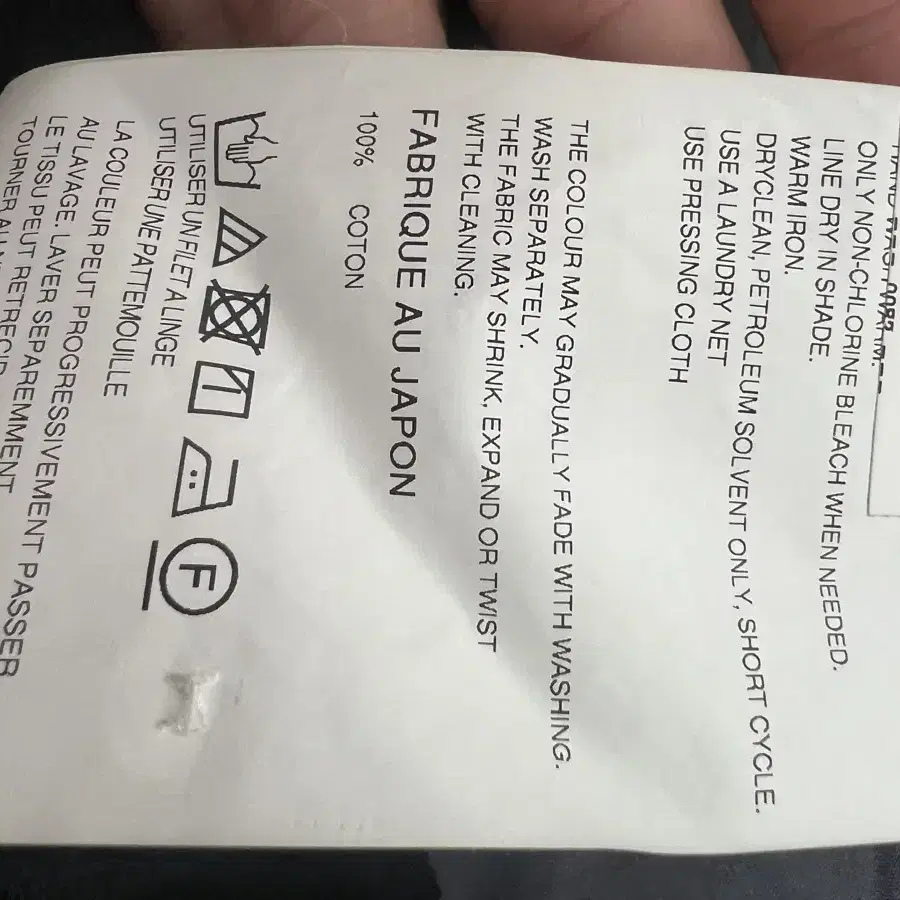 ONLY NON-CHLORINE BLEACH WHEN NEEDED.
LINE DRY IN SHADE.
WARM IRON.
DRYCLEAN, PETROLEUM SOLVENT ONLY, SHORT CYCLE.
USE A LAUNDRY NET
USE PRESSING CLOTH
THE COLOUR MAY GRADUALLY FADE WITH WASHING.
WASH SEPARATELY.
THE FABRIC MAY SHRINK, EXPAND OR TWIST
WITH CLEANING.
FABRIQUE AU JAPON
100% COTON
F
UTILISER UN FILET A LINGE
UTILISER UNE PATTEMOUILLE
LA COULEUR PEUT PROGRESSIVEMENT PASSER
AU LAVAGE. LAVER SEPAREMMENT
LE TISSU PEUT RETRECIR
TOURNER AU